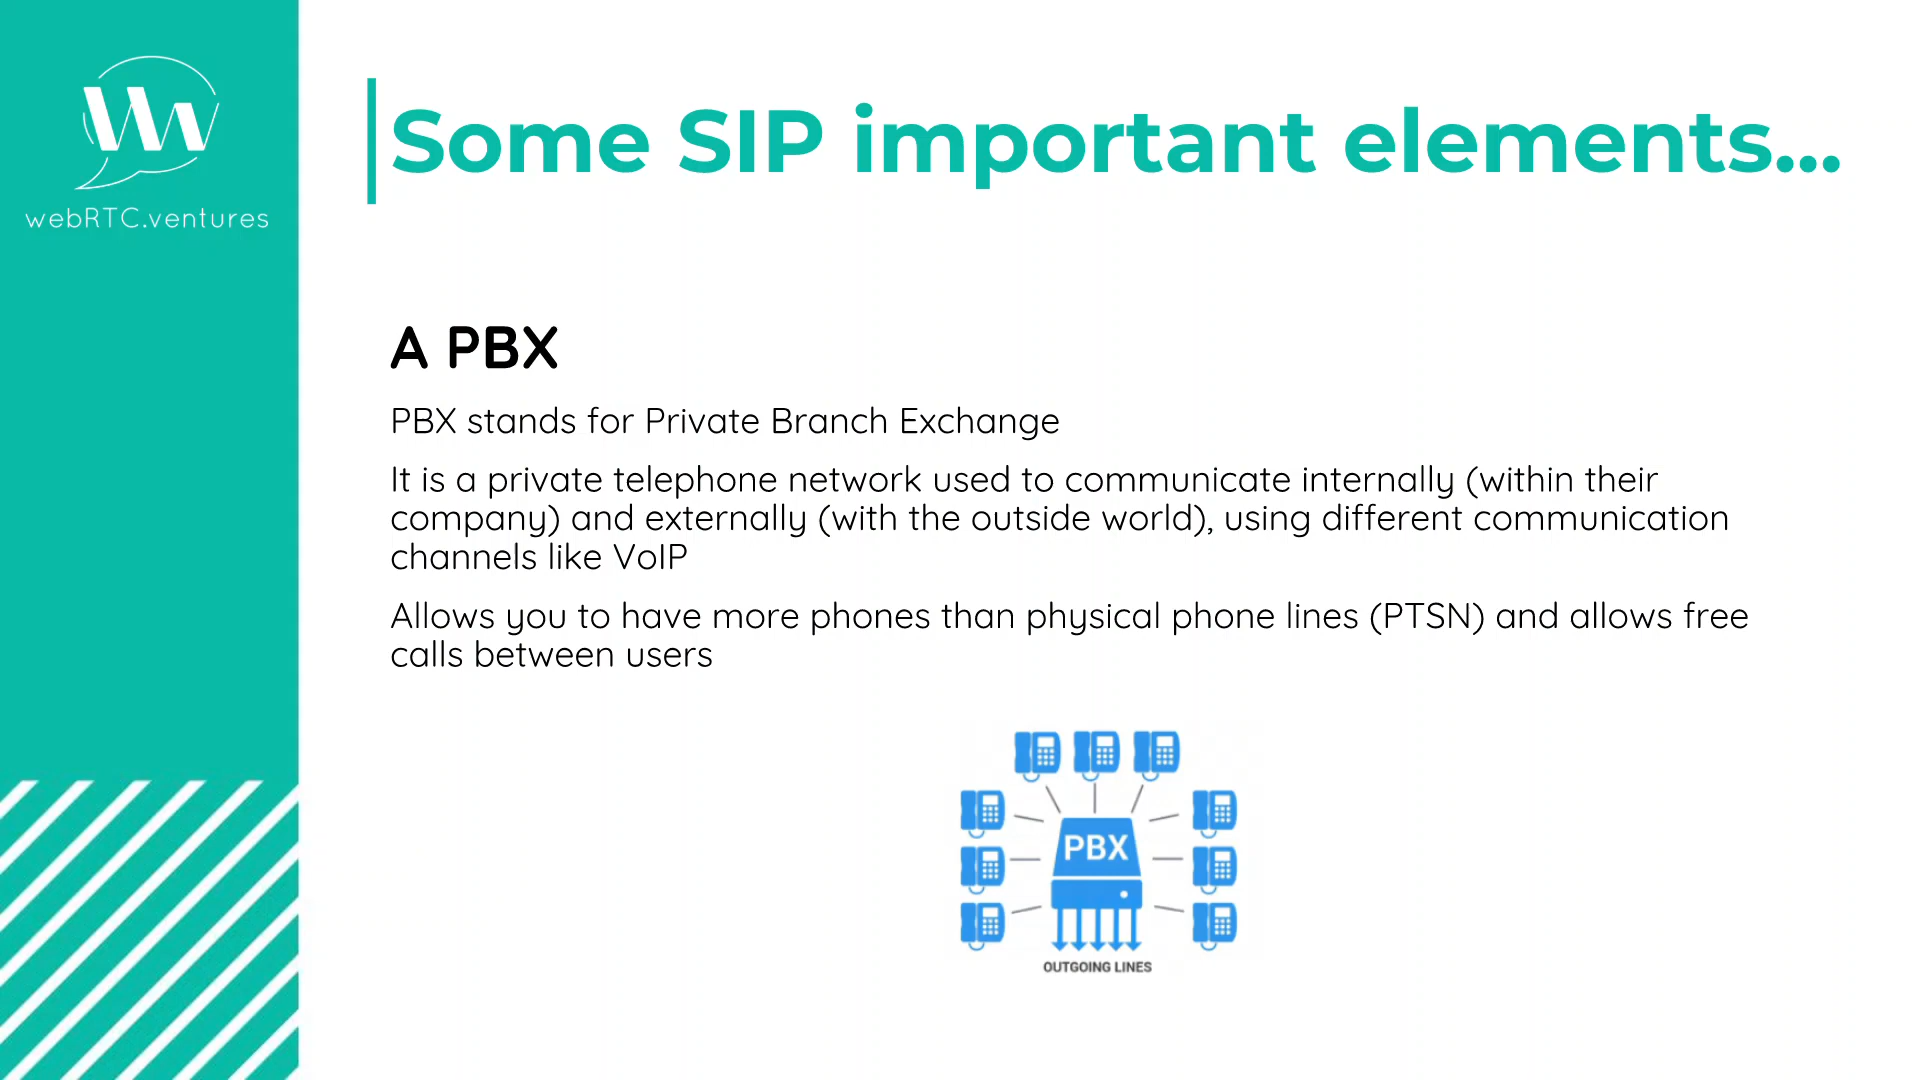 webRTC.ventures
Some SIP important elements...
A PBX
PBX stands for Private Branch Exchange
It is a private telephone network used to communicate internally (within their
company) and externally (with the outside world), using different communication
channels like VoIP
Allows you to have more phones than physical phone lines (PTSN) and allows free
calls between users
PBX
OUTGOING LINES